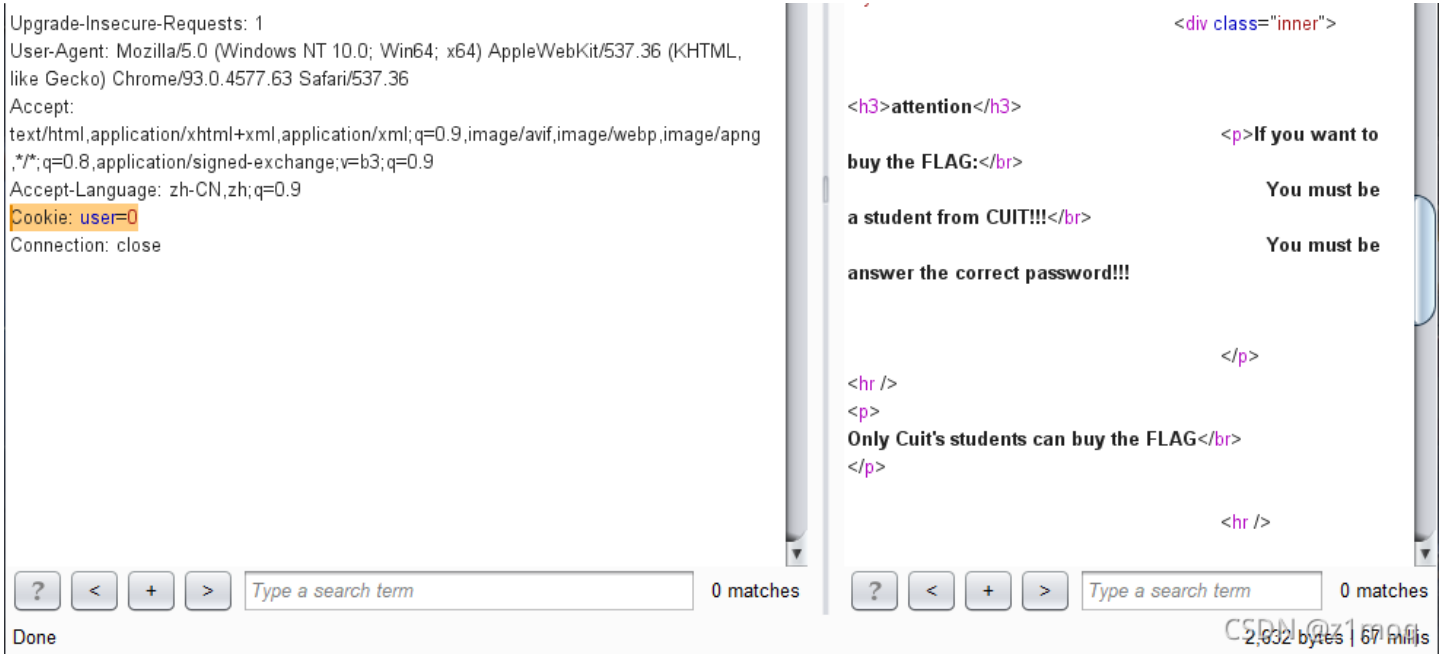 Upgrade-Insecure-Requests: 1
User-Agent: Mozilla/5.0 (Windows NT 10.0; Win64; x64) AppleWebKit/537.36 (KHTML,
like Gecko) Chrome/93.0.4577.63 Safari/537.36
Accept:
text/html,application/xhtml+xml,application/xml;q=0.9,image/avif,image/webp,image/apng
,*/*;q=0.8,application/signed-exchange;v=b3;q=0.9
Accept-Language: zh-CN,zh;q=0.9
Cookie: user=0
Connection: close
? < + > Type a search term 0 matches
Done
<div class="inner">
<h3>attention</h3>
<p>If you want to
buy the FLAG:</br>
You must be
a student from CUIT!!!</br>
You must be
answer the correct password!!!
</p>
<hr />
<p>
Only Cuit's students can buy the FLAG</br>
</p>
<hr />
? < + > Type a search term 0 matches
2,632 bytes | 67 millis